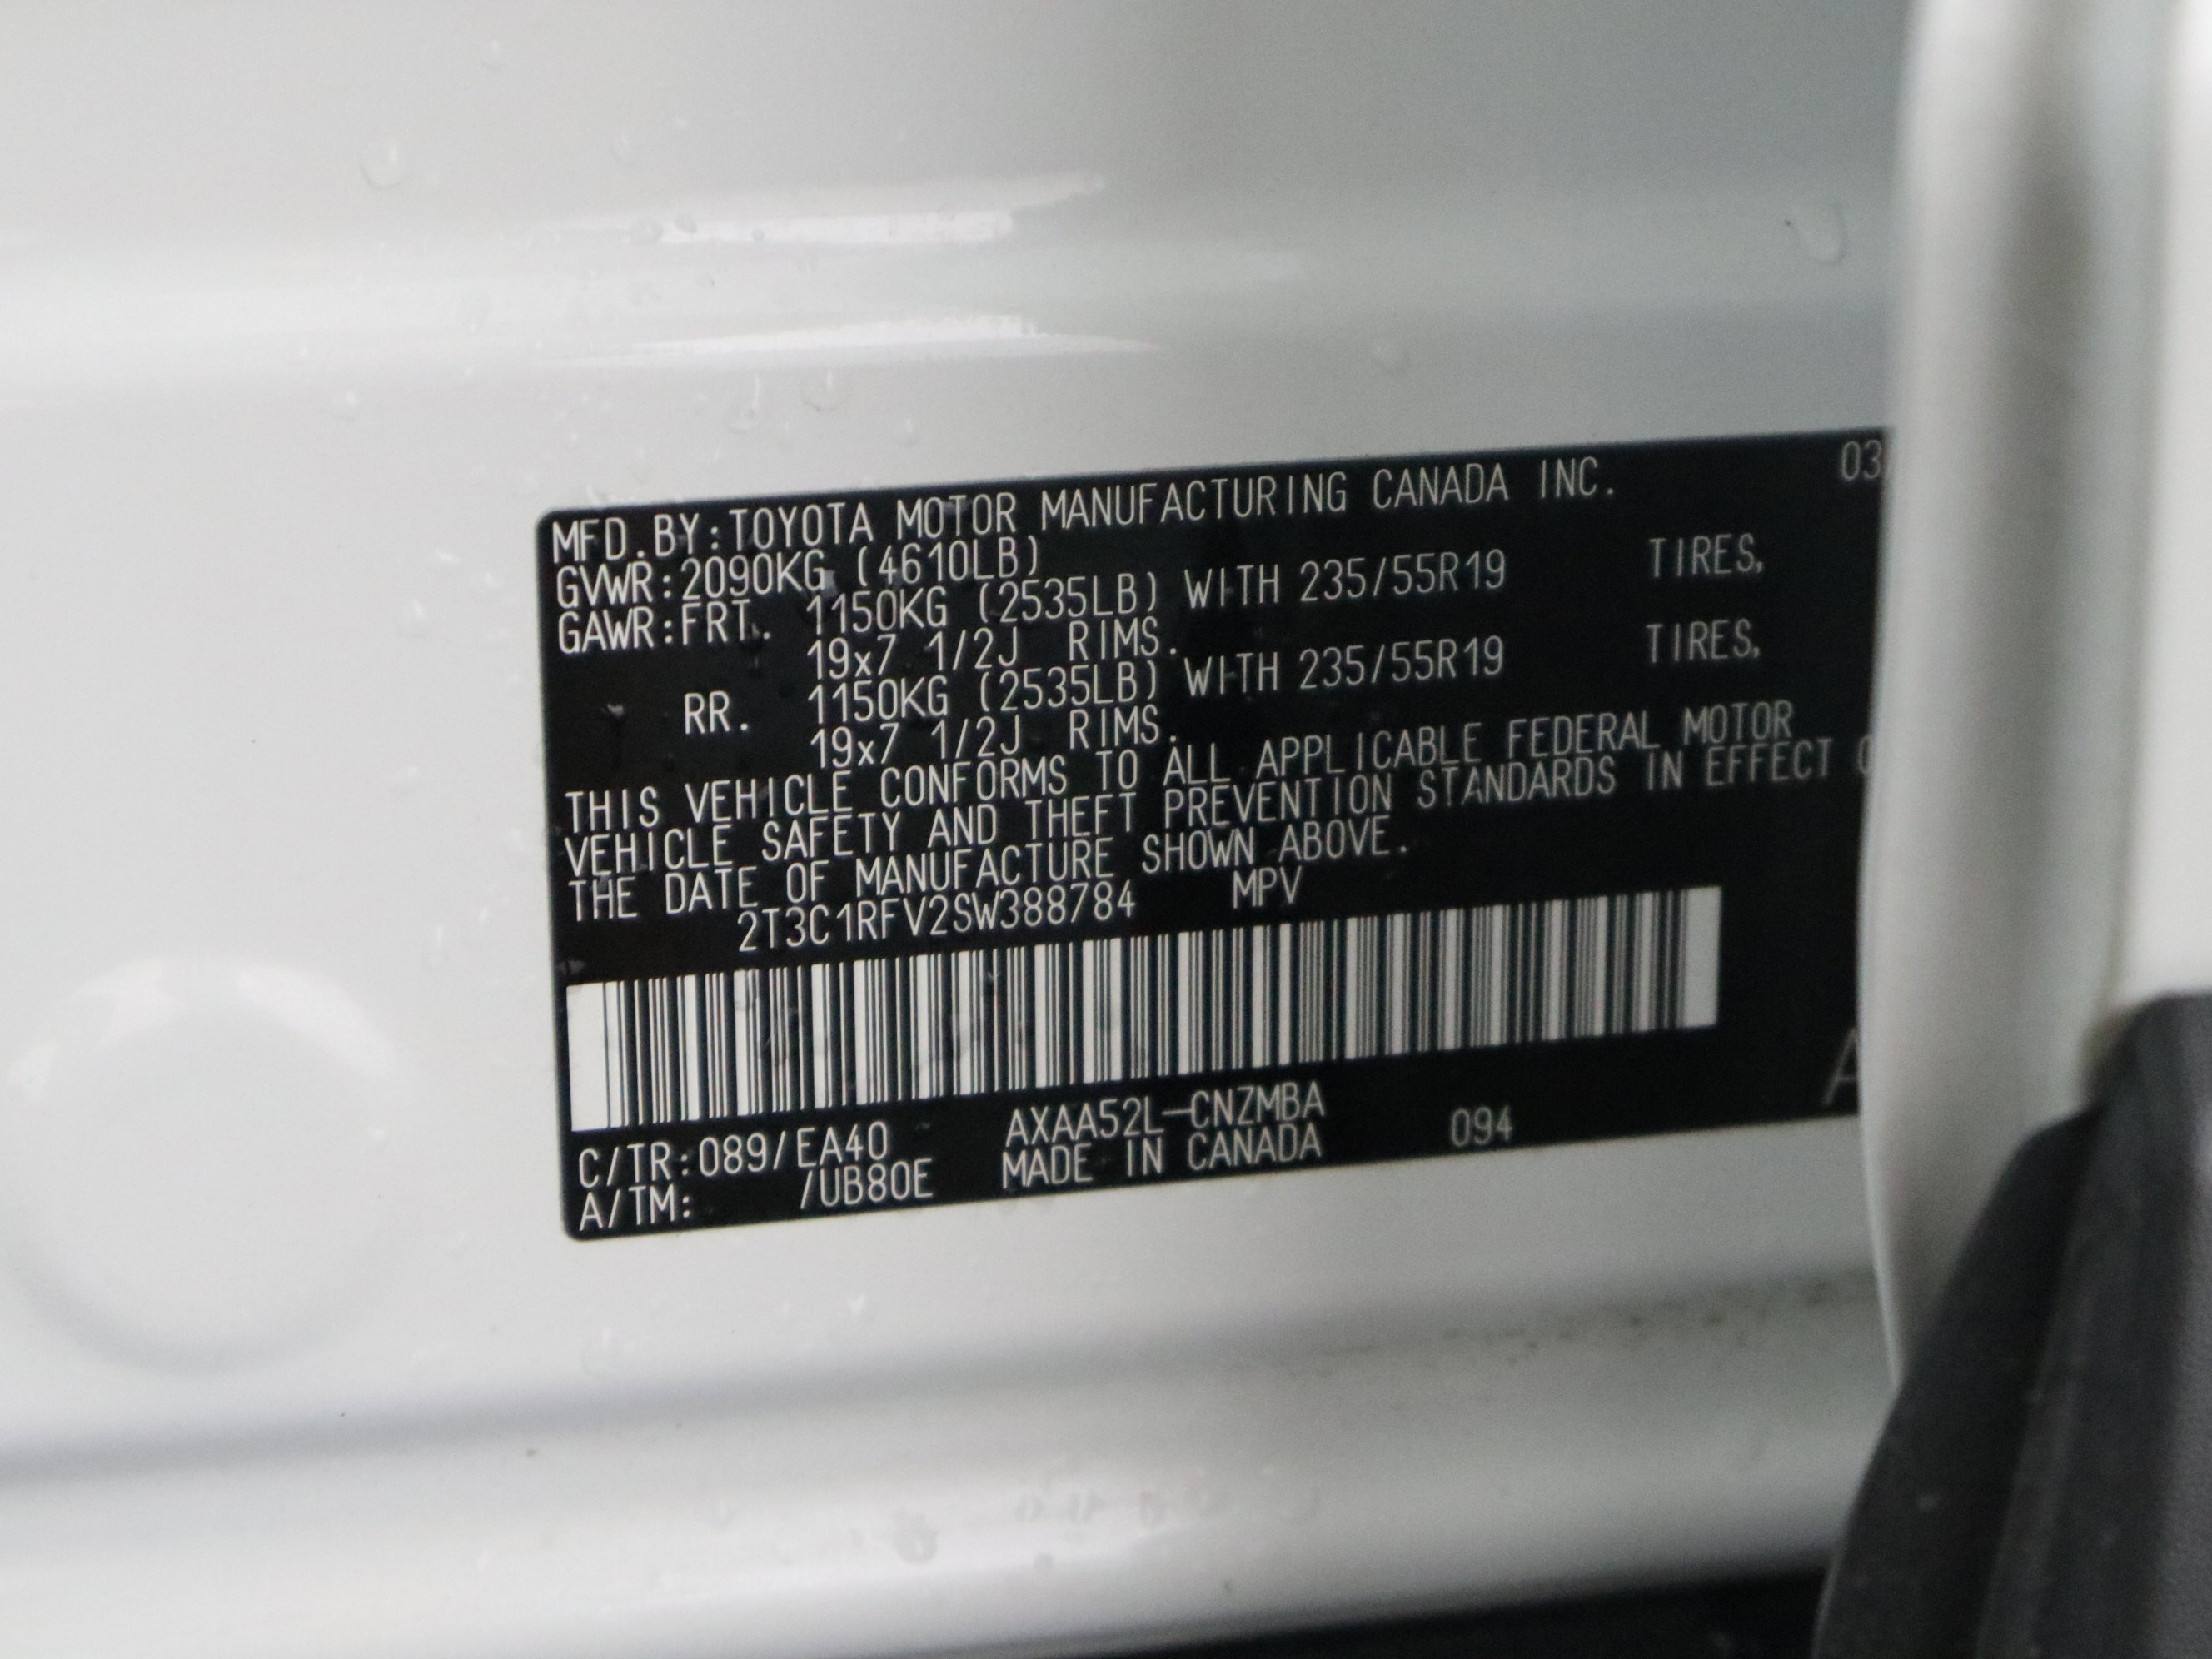 MFD.BY:TOYOTA MOTOR MANUFACTURING CANADA INC. 03
GVWR:2090KG (4610LB)
GAWR:FRT. 1150KG (2535LB) WITH 235/55R19 TIRES,
19x7 1/2J RIMS.
RR. 1150KG (2535LB) WITH 235/55R19 TIRES,
19x7 1/2J RIMS.
THIS VEHICLE CONFORMS TO ALL APPLICABLE FEDERAL MOTOR
VEHICLE SAFETY AND THEFT PREVENTION STANDARDS IN EFFECT
THE DATE OF MANUFACTURE SHOWN ABOVE.
2T3C1RFV2SW388784 MPV
A
C/TR:089/EA40 AXAA52L-CNZMBA 094
A/TM: /UB80E MADE IN CANADA